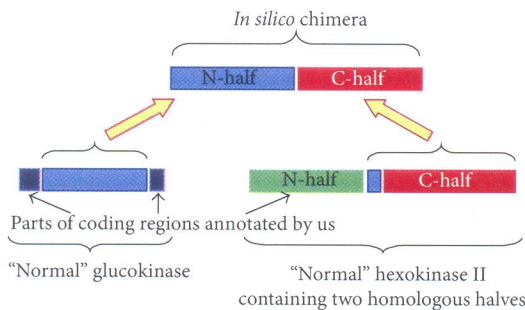 In silico chimera
N-half
C-half
N-half
C-half
Parts of coding regions annotated by us
“Normal” glucokinase
“Normal” hexokinase II
containing two homologous halves